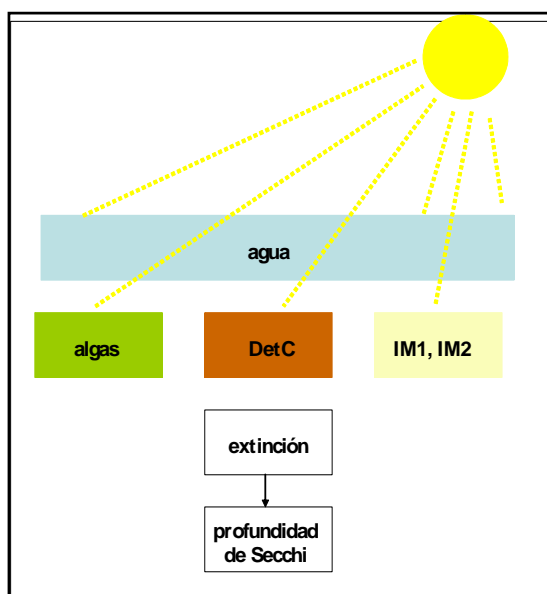 agua
algas
DetC
IM1, IM2
extinción
profundidad
de Secchi